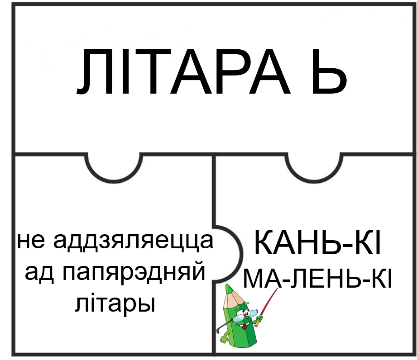 ЛІТАРА Ь
не аддзяляецца
ад папярэдняй
літары
КАНЬ-КІ
МА-ЛЕНЬ-КІ